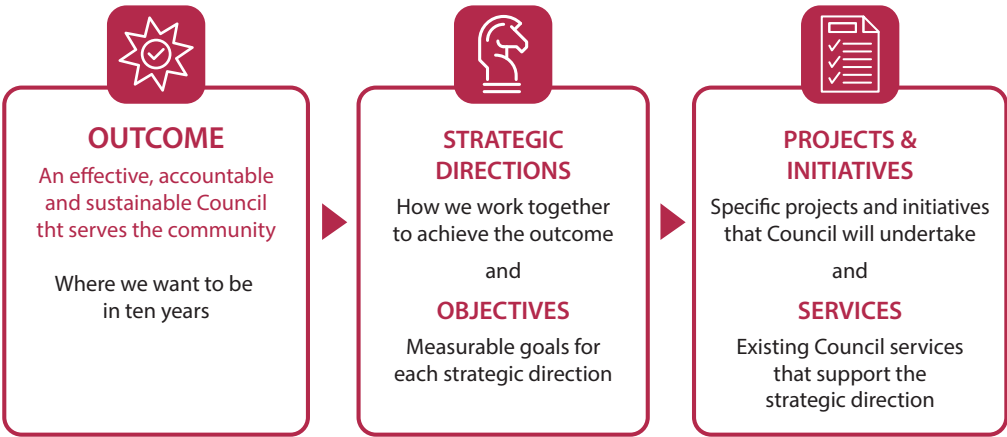 OUTCOME
An effective, accountable
and sustainable Council
tht serves the community
Where we want to be
in ten years
STRATEGIC
DIRECTIONS
How we work together
to achieve the outcome
and
OBJECTIVES
Measurable goals for
each strategic direction
PROJECTS &
INITIATIVES
Specific projects and initiatives
that Council will undertake
and
SERVICES
Existing Council services
that support the
strategic direction